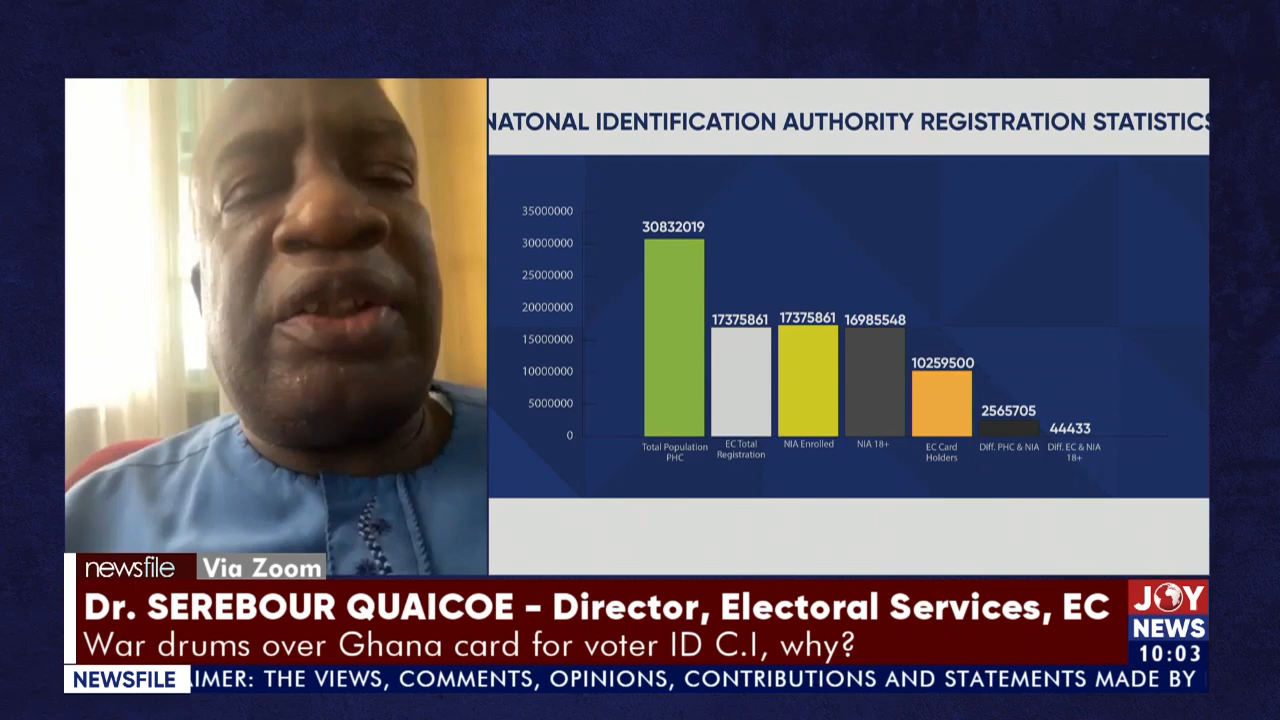 NATONAL IDENTIFICATION AUTHORITY REGISTRATION STATISTICS
35000000
30000000
25000000
20000000
15000000
10000000
5000000
0
30832019
17375861
17375861
16985548
10259500
2565705
44433
Total Population
PHC
EC Total
Registration
NIA Enrolled
NIA 18+
EC Card
Holders
Diff. PHC & NIA
Diff. EC & NIA
18+
newsfile
Via Zoom
Dr. SEREBOUR QUAICOE - Director, Electoral Services, EC
War drums over Ghana card for voter ID C.I, why?
JOY
NEWS
10:03
NEWSFILE
AIMER: THE VIEWS, COMMENTS, OPINIONS, CONTRIBUTIONS AND STATEMENTS MADE BY